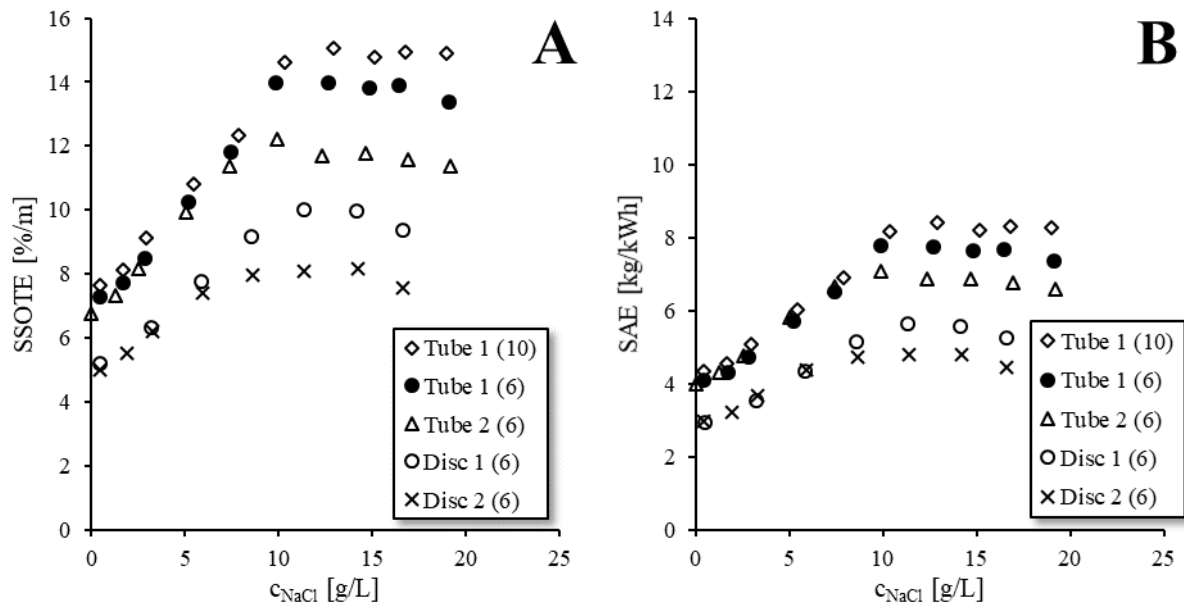 A
SSOTE [%/m]
16
14
12
10
8
6
4
2
0
0 5 10 15 20 25
cNaCl [g/L]
Tube 1 (10)
Tube 1 (6)
Tube 2 (6)
Disc 1 (6)
Disc 2 (6)
B
SAE [kg/kWh]
14
12
10
8
6
4
2
0
0 5 10 15 20 25
cNaCl [g/L]
Tube 1 (10)
Tube 1 (6)
Tube 2 (6)
Disc 1 (6)
Disc 2 (6)